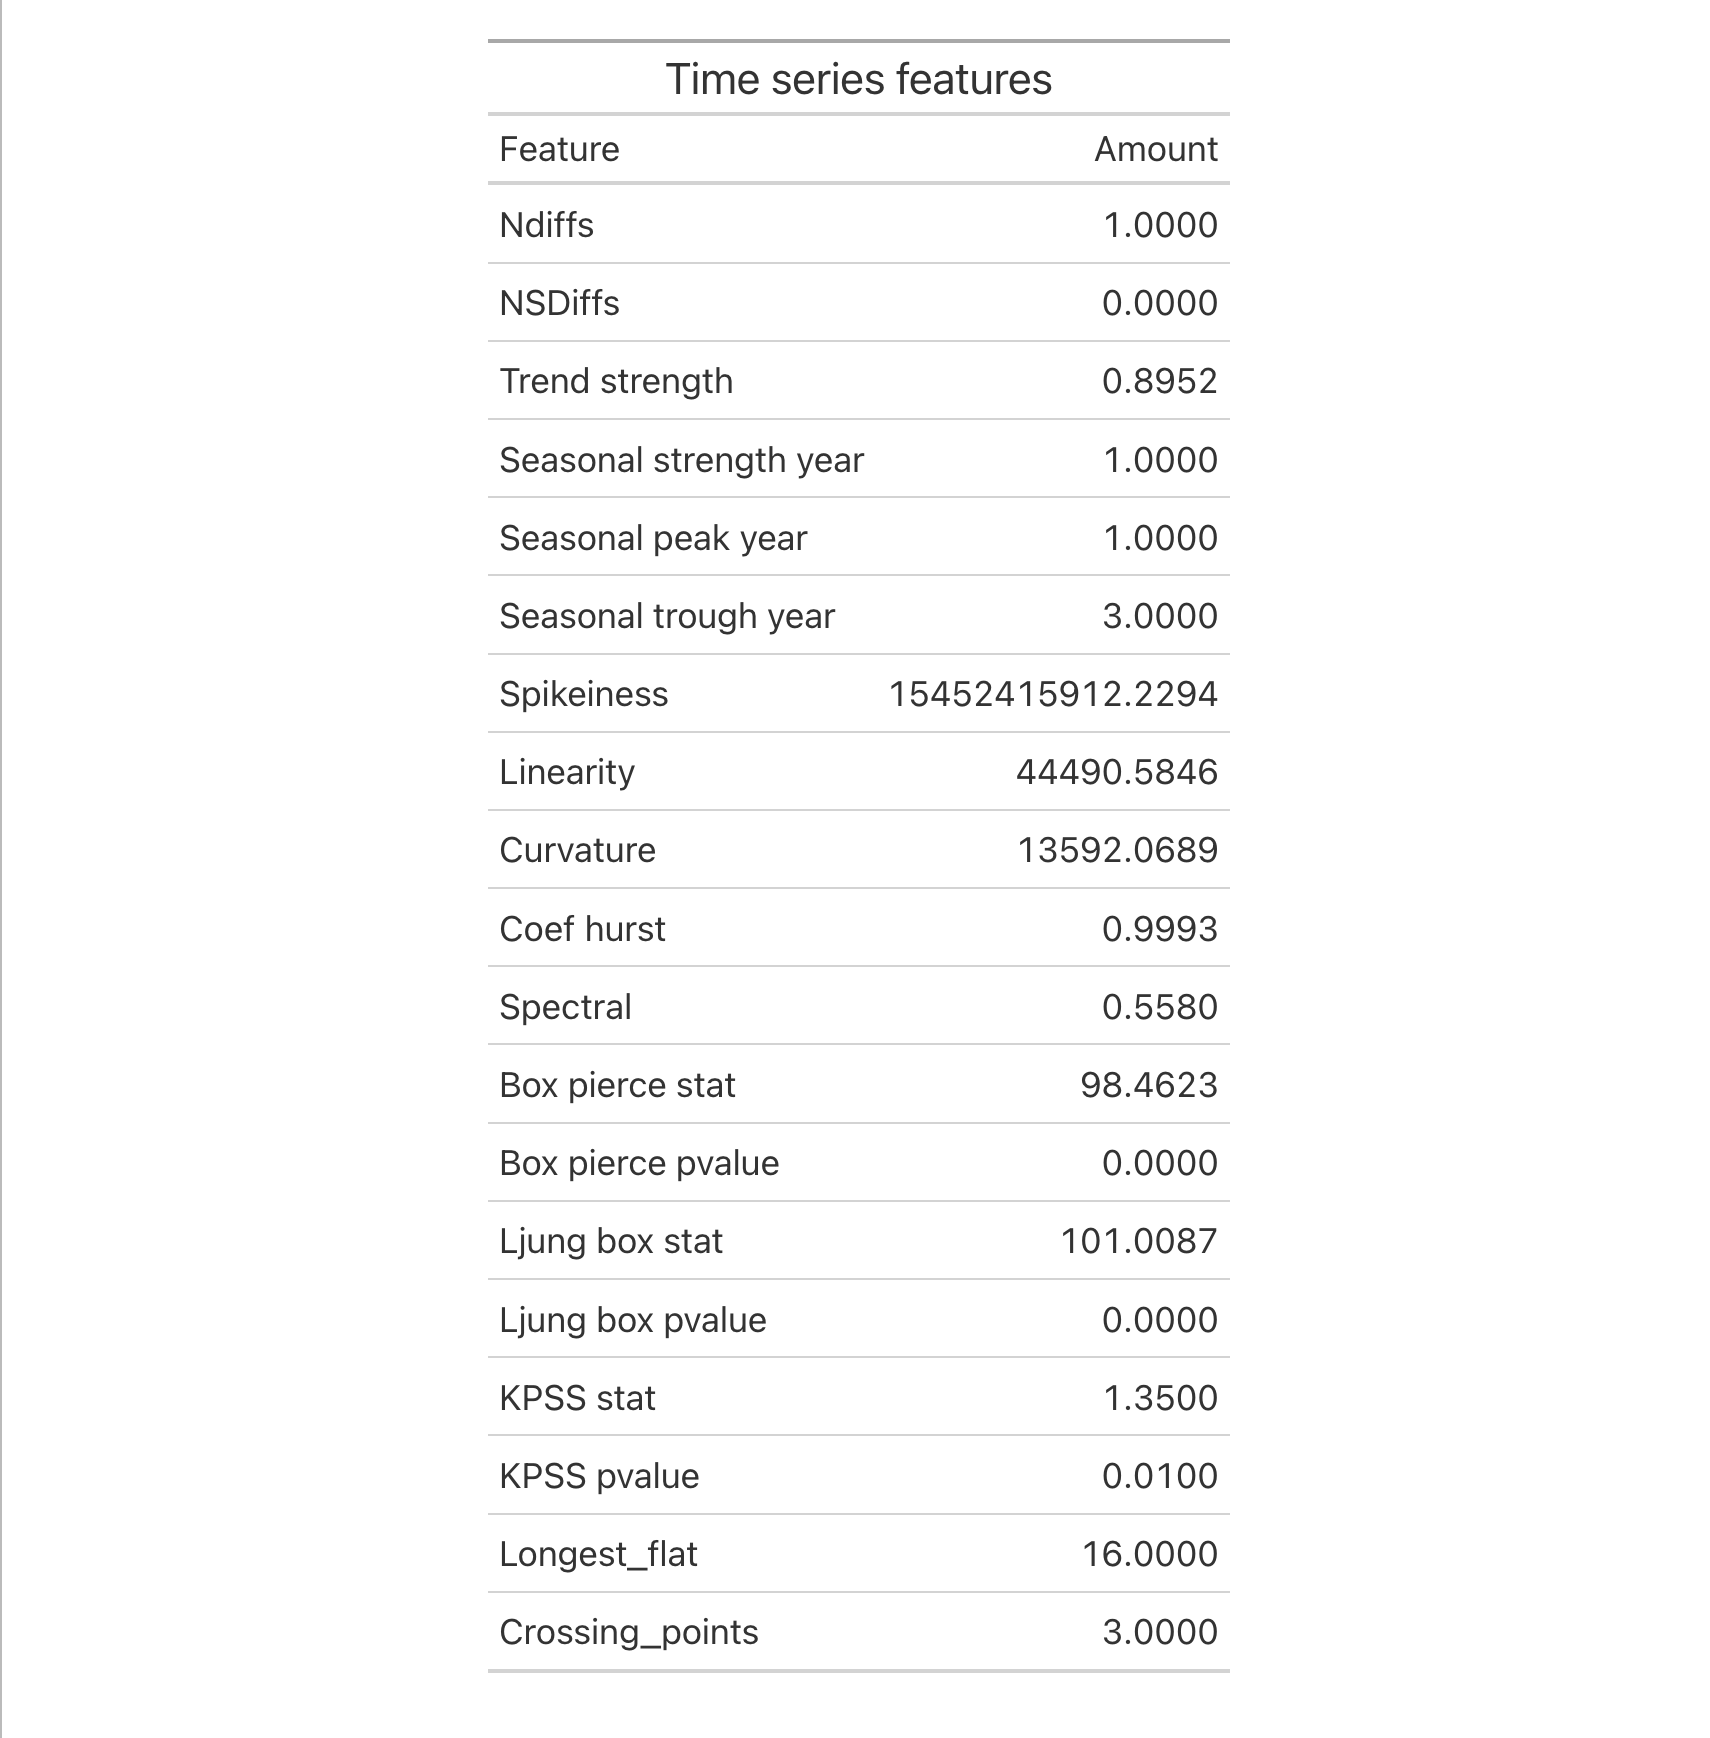 Time series features
Feature Amount
Ndiffs 1.0000
NSDiffs 0.0000
Trend strength 0.8952
Seasonal strength year 1.0000
Seasonal peak year 1.0000
Seasonal trough year 3.0000
Spikeiness 15452415912.2294
Linearity 44490.5846
Curvature 13592.0689
Coef hurst 0.9993
Spectral 0.5580
Box pierce stat 98.4623
Box pierce pvalue 0.0000
Ljung box stat 101.0087
Ljung box pvalue 0.0000
KPSS stat 1.3500
KPSS pvalue 0.0100
Longest_flat 16.0000
Crossing_points 3.0000